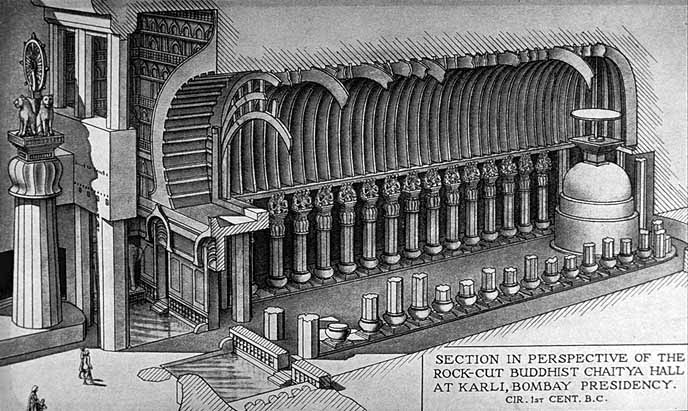 SECTION IN PERSPECTIVE OF THE
ROCK-CUT BUDDHIST CHAITYA HALL
AT KARLI, BOMBAY PRESIDENCY.
CIR. 1ST CENT. B.C.